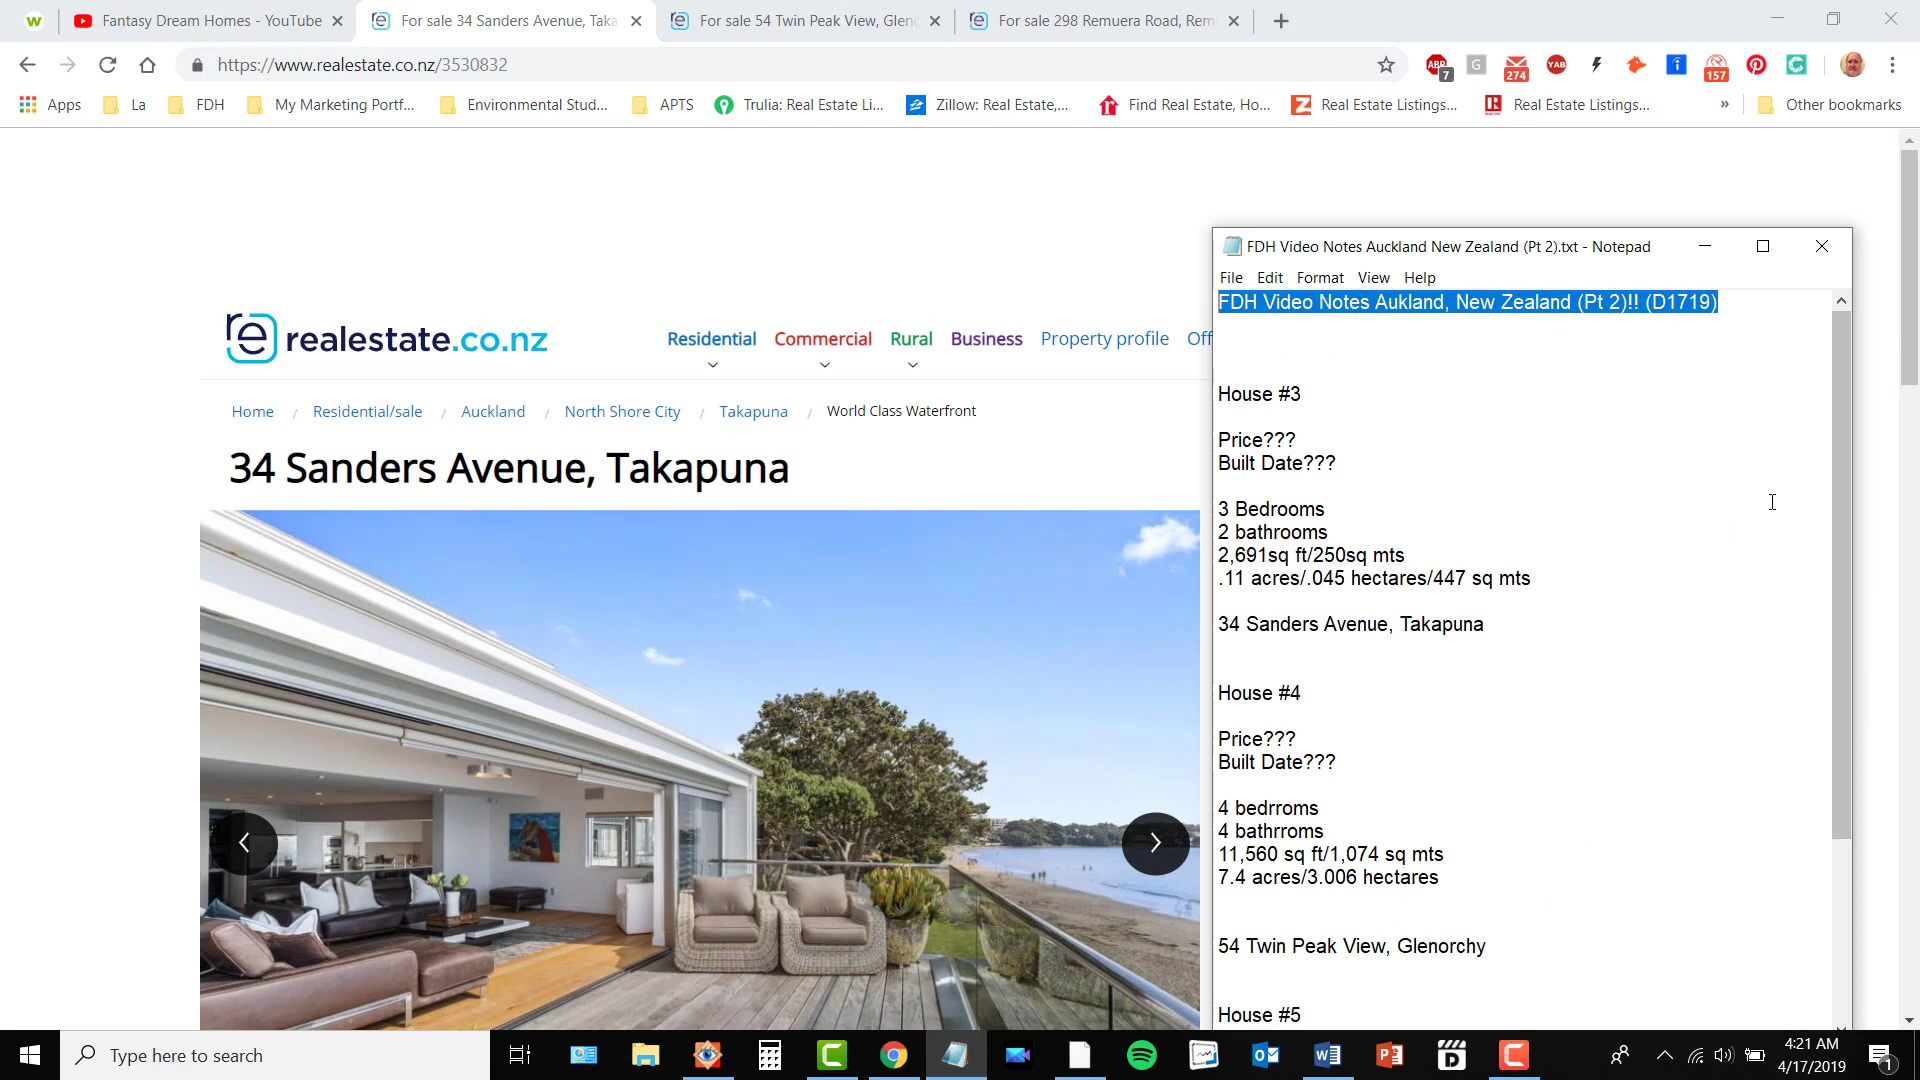 Fantasy Dream Homes - YouTube
For sale 34 Sanders Avenue, Taka
For sale 54 Twin Peak View, Glen
For sale 298 Remuera Road, Rem
https://www.realestate.co.nz/3530832
ABP
7
G
274
YAB
157
Apps
La
FDH
My Marketing Portf...
Environmental Stud...
APTS
Trulia: Real Estate Li...
Zillow: Real Estate,...
Find Real Estate, Ho...
Real Estate Listings...
Real Estate Listings...
»
Other bookmarks
realestate.co.nz
Residential
Commercial
Rural
Business
Property profile
Off
Home / Residential/sale / Auckland / North Shore City / Takapuna / World Class Waterfront
34 Sanders Avenue, Takapuna
FDH Video Notes Auckland New Zealand (Pt 2).txt - Notepad
File Edit Format View Help
FDH Video Notes Aukland, New Zealand (Pt 2)!! (D1719)
House #3
Price???
Built Date???
3 Bedrooms
2 bathrooms
2,691sq ft/250sq mts
.11 acres/.045 hectares/447 sq mts
34 Sanders Avenue, Takapuna
House #4
Price???
Built Date???
4 bedrroms
4 bathrroms
11,560 sq ft/1,074 sq mts
7.4 acres/3.006 hectares
54 Twin Peak View, Glenorchy
House #5
Type here to search
4:21 AM
4/17/2019
1